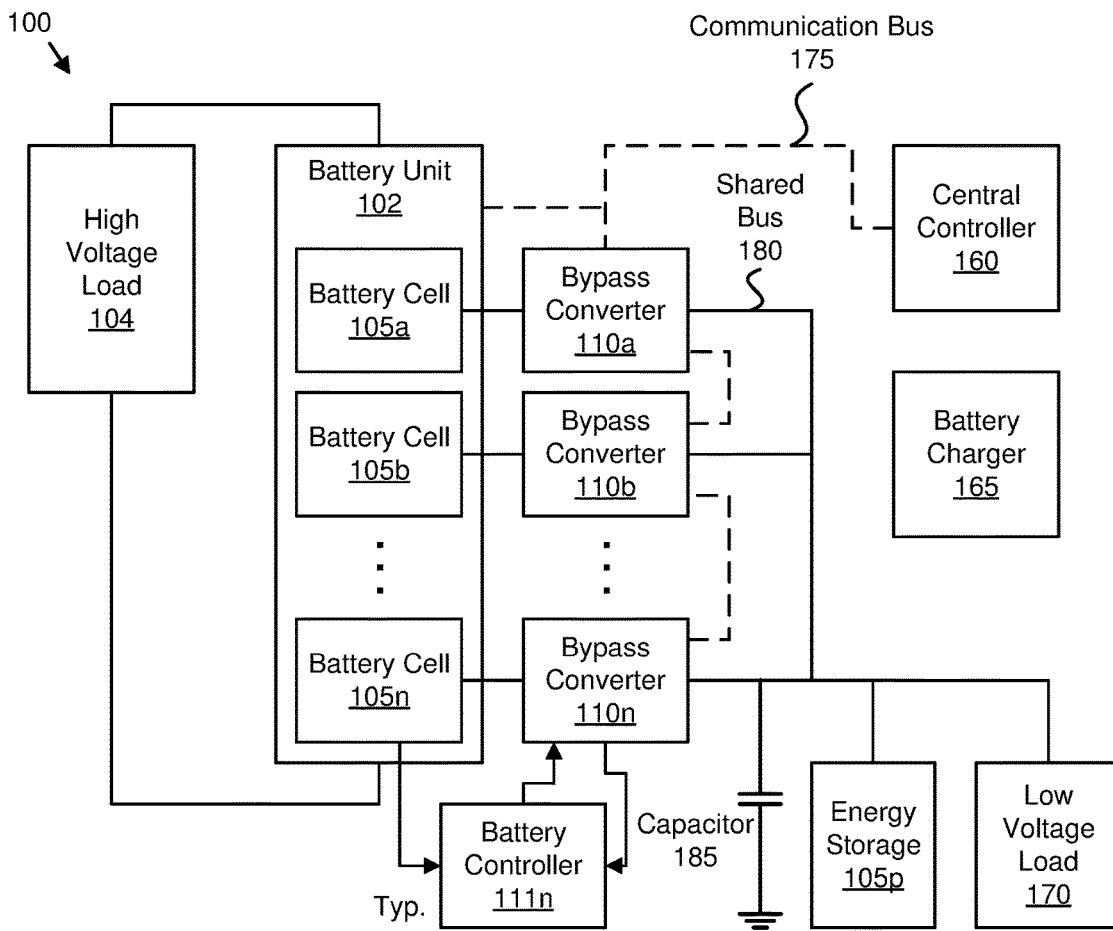 100
Communication Bus
175
High
Voltage
Load
104
Battery Unit
102
Shared
Bus
180
Central
Controller
160
Battery Cell
105a
Bypass
Converter
110a
Battery Cell
105b
Bypass
Converter
110b
Battery
Charger
165
Battery Cell
105n
Bypass
Converter
110n
Battery
Controller
111n
Typ.
Capacitor
185
Energy
Storage
105p
Low
Voltage
Load
170